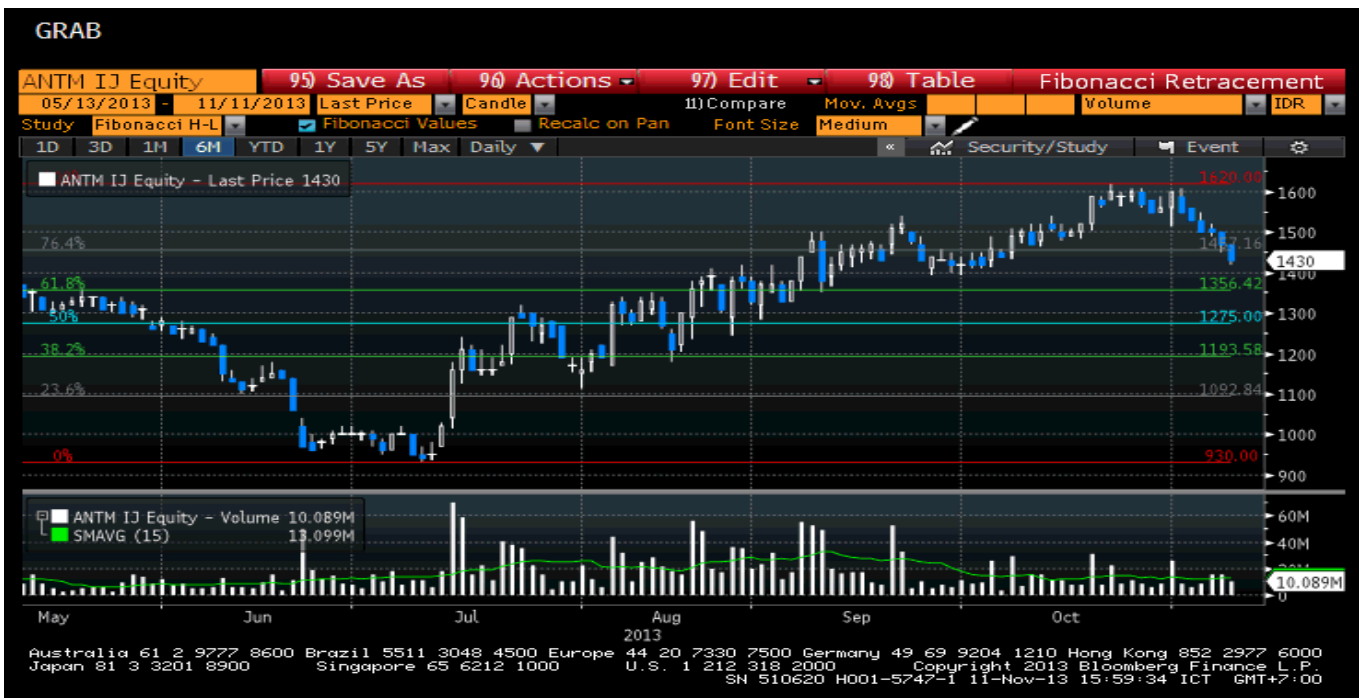 GRAB
ANTM IJ Equity 95) Save As 96) Actions 97) Edit 98) Table Fibonacci Retracement
05/13/2013 - 11/11/2013 Last Price Candle 11) Compare Mov. Avgs Volume IDR
Study Fibonacci H-L Fibonacci Values Recalc on Pan Font Size Medium
1D 3D 1M 6M YTD 1Y 5Y Max Daily « Security/Study Event
ANTM IJ Equity - Last Price 1430
1620.00
1600
1500
76.4% 1457.16
1430
1400
61.8% 1356.42
1300
50% 1275.00
38.2% 1193.58
1200
23.6% 1092.84
1100
1000
0% 930.00
900
ANTM IJ Equity - Volume 10.089M
SMAVG (15) 13.099M
60M
40M
10.089M
0
May Jun Jul Aug Sep Oct
2013
Australia 61 2 9777 8600 Brazil 5511 3048 4500 Europe 44 20 7330 7500 Germany 49 69 9204 1210 Hong Kong 852 2977 6000
Japan 81 3 3201 8900 Singapore 65 6212 1000 U.S. 1 212 318 2000 Copyright 2013 Bloomberg Finance L.P.
SN 510620 H001-5747-1 11-Nov-13 15:59:34 ICT GMT+7:00